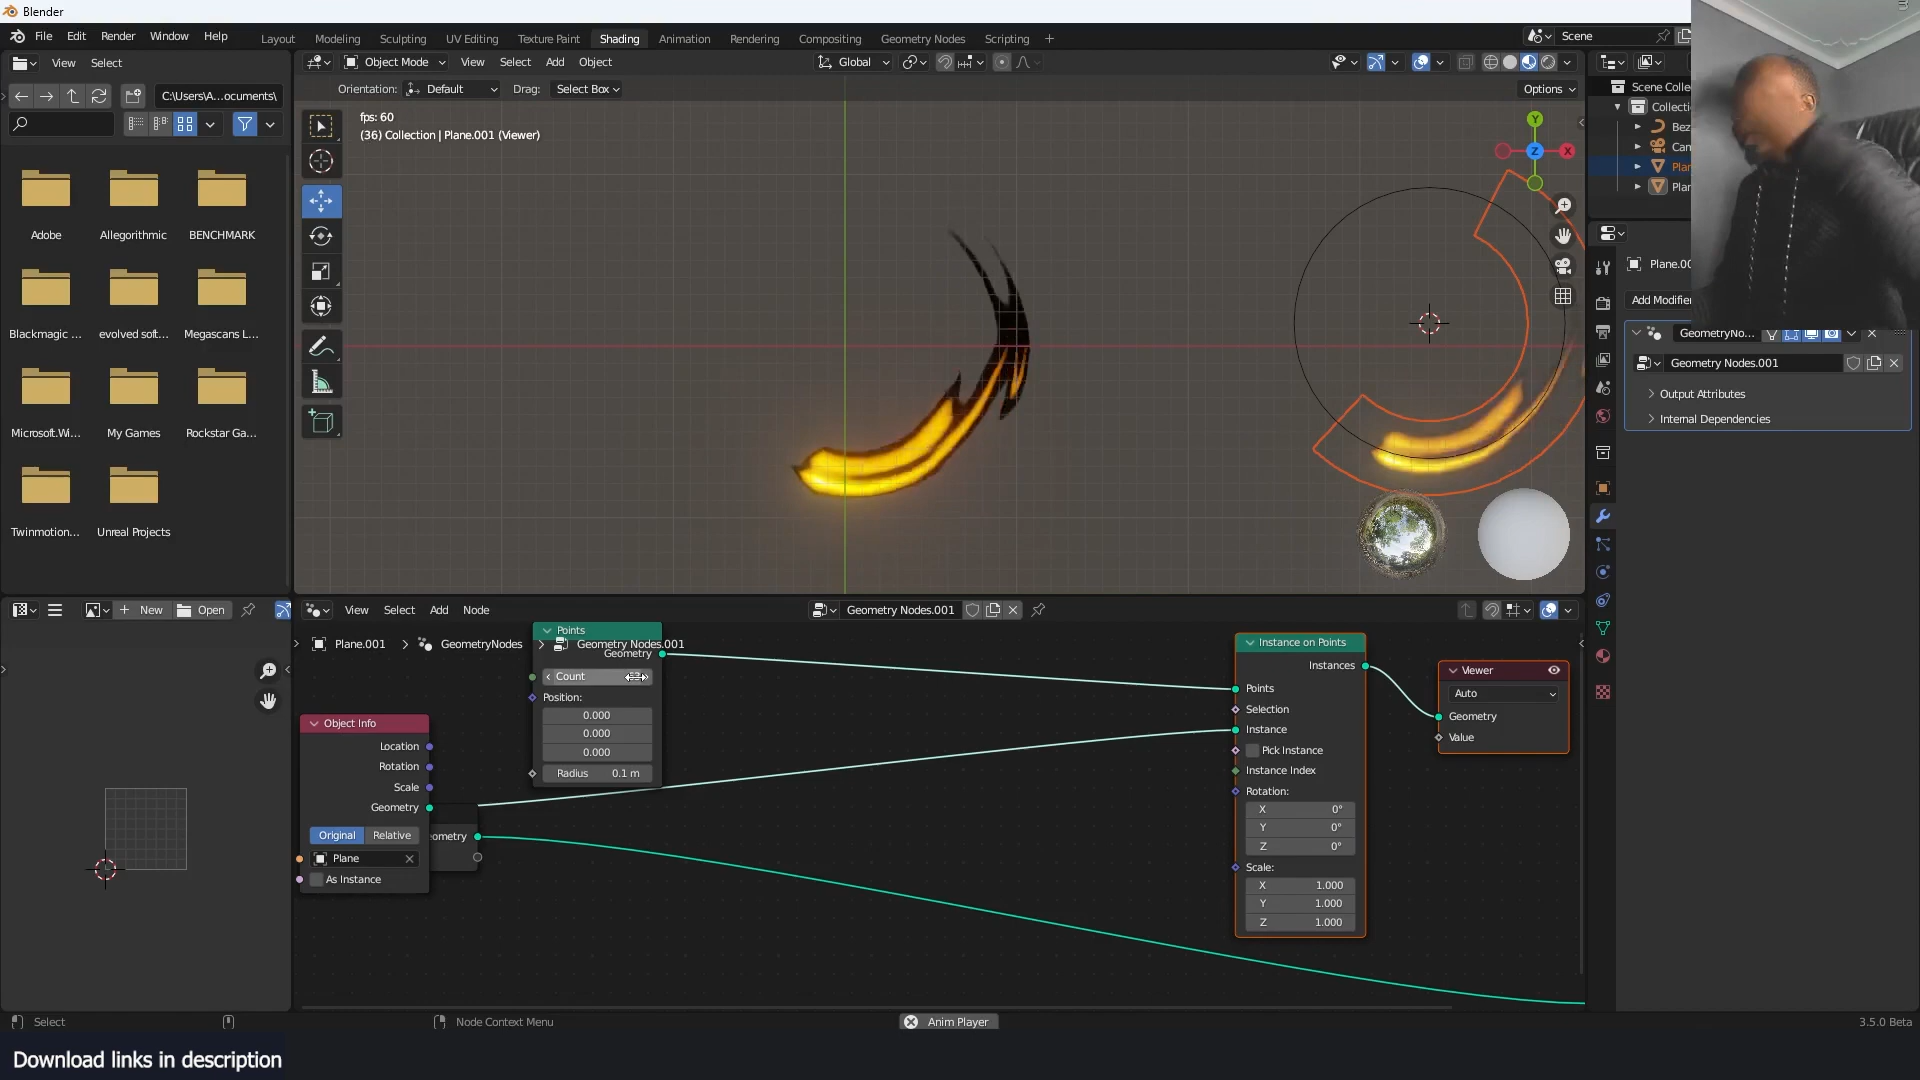 Blender
File Edit Render Window Help
Layout Modeling Sculpting UV Editing Texture Paint Shading Animation Rendering Compositing Geometry Nodes Scripting
Scene
View Select
Object Mode View Select Add Object
Global
C:\Users\A...ocuments\
Orientation: Default Drag: Select Box
Options
fps: 60
(36) Collection | Plane.001 (Viewer)
Y
Z
X
Scene Colle
Collecti
Bez
Can
Plan
Plan
Adobe
Allegorithmic
BENCHMARK
Blackmagic ...
evolved soft...
Megascans L...
Microsoft.Wi...
My Games
Rockstar Ga...
Twinmotion...
Unreal Projects
Plane.00
Add Modifier
GeometryNo...
Geometry Nodes.001
Output Attributes
Internal Dependencies
New
Open
View Select Add Node
Geometry Nodes.001
Plane.001 > GeometryNodes > Geometry Nodes.001
Points
Geometry
Count
Position:
0.000
0.000
0.000
Radius 0.1 m
Object Info
Location
Rotation
Scale
Geometry
Original Relative
Plane
As Instance
eometry
Instance on Points
Instances
Points
Selection
Instance
Pick Instance
Instance Index
Rotation:
X 0°
Y 0°
Z 0°
Scale:
X 1.000
Y 1.000
Z 1.000
Viewer
Auto
Geometry
Value
Select
Node Context Menu
Anim Player
3.5.0 Beta
Download links in description